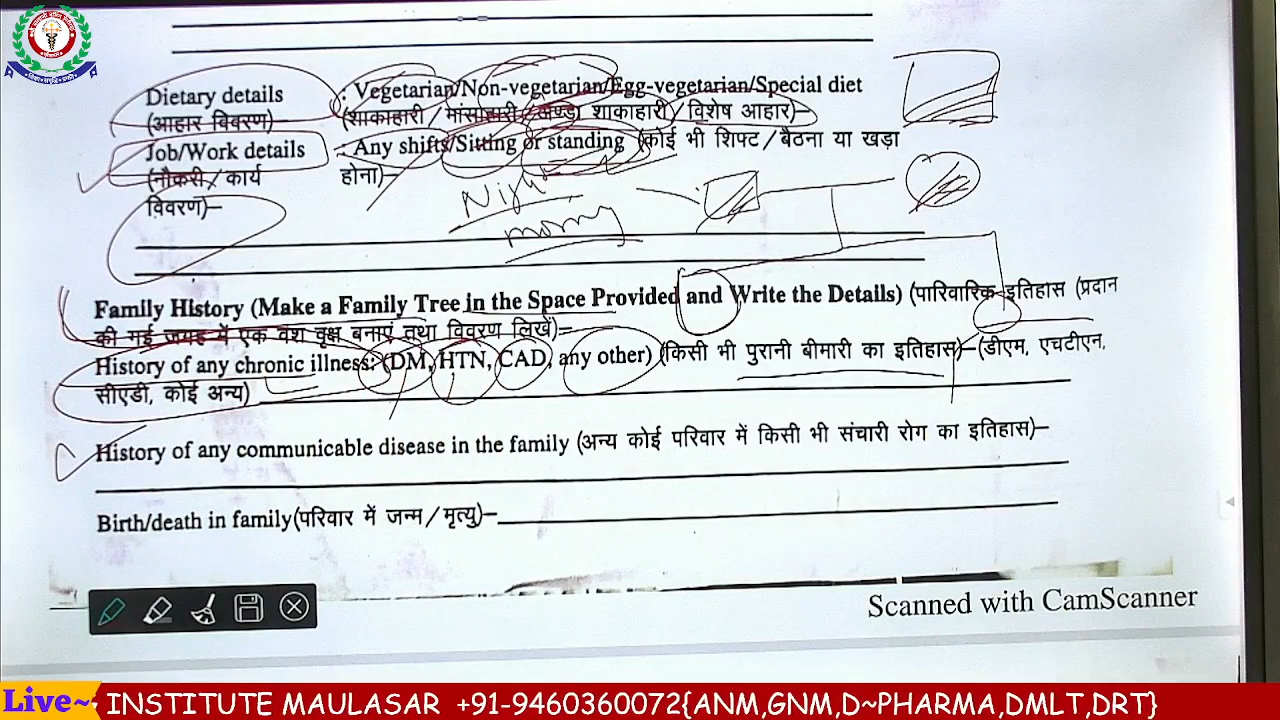 Dietary details : Vegetarian/Non-vegetarian/Egg-vegetarian/Special diet
(आहार विवरण)– (शाकाहारी / मांसाहारी / अण्डा शाकाहारी / विशेष आहार)–
Job/Work details : Any shifts/Sitting or standing (कोई भी शिफ्ट / बैठना या खड़ा
(नौकरी / कार्य होना)–
विवरण)–
Night
Family History (Make a Family Tree in the Space Provided and Write the Details) (पारिवारिक इतिहास (प्रदान
की गई जगह में एक वंश वृक्ष बनाएं तथा विवरण लिखें)–
History of any chronic illness: (DM, HTN, CAD, any other) (किसी भी पुरानी बीमारी का इतिहास)–(डीएम, एचटीएन,
सीएडी, कोई अन्य)
History of any communicable disease in the family (अन्य कोई परिवार में किसी भी संचारी रोग का इतिहास)–
Birth/death in family(परिवार में जन्म / मृत्यु)–
Scanned with CamScanner
Live~ INSTITUTE MAULASAR +91-9460360072{ANM,GNM,D~PHARMA,DMLT,DRT}